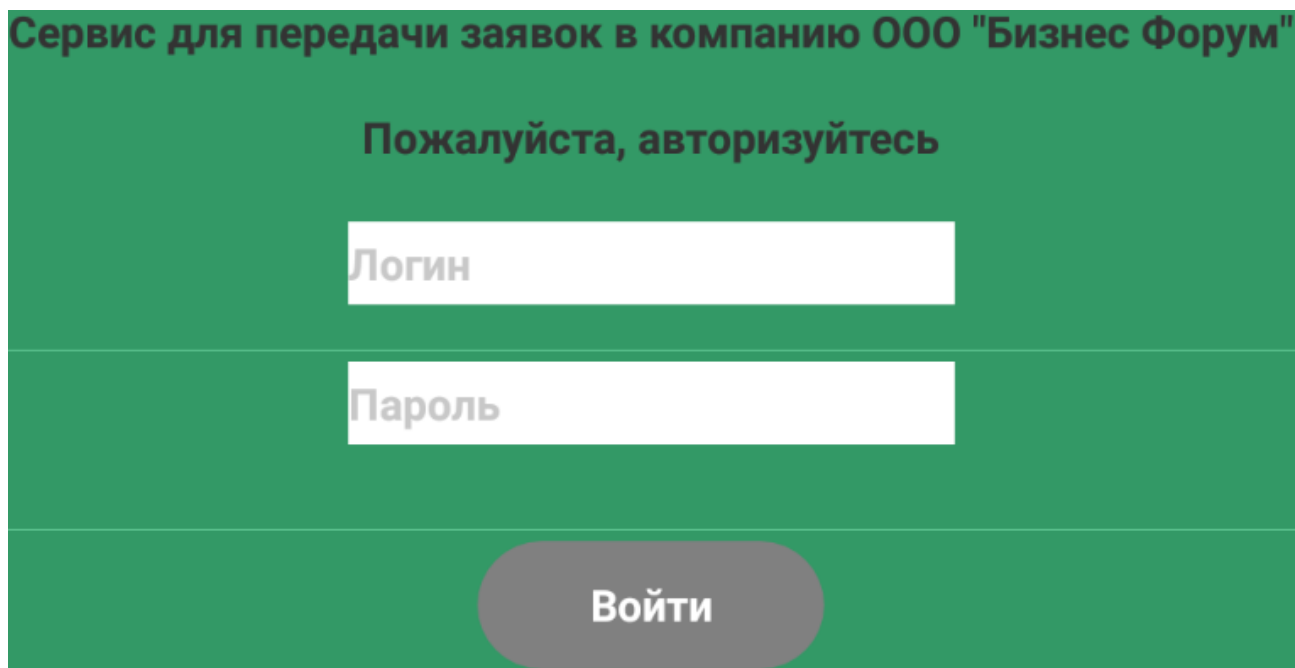 Сервис для передачи заявок в компанию ООО "Бизнес Форум"
Пожалуйста, авторизуйтесь
Логин
Пароль
Войти